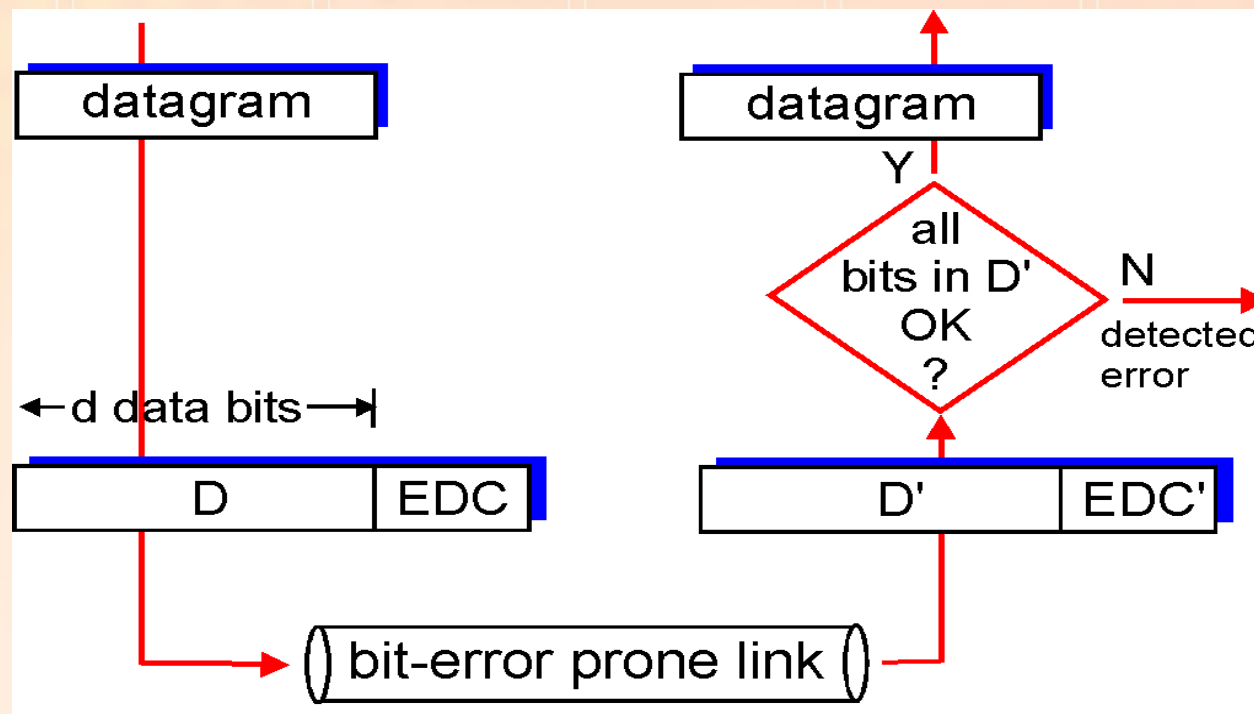 datagram
datagram
Y
all
bits in D'
OK
?
N
detected
error
d data bits
D
EDC
D'
EDC'
bit-error prone link